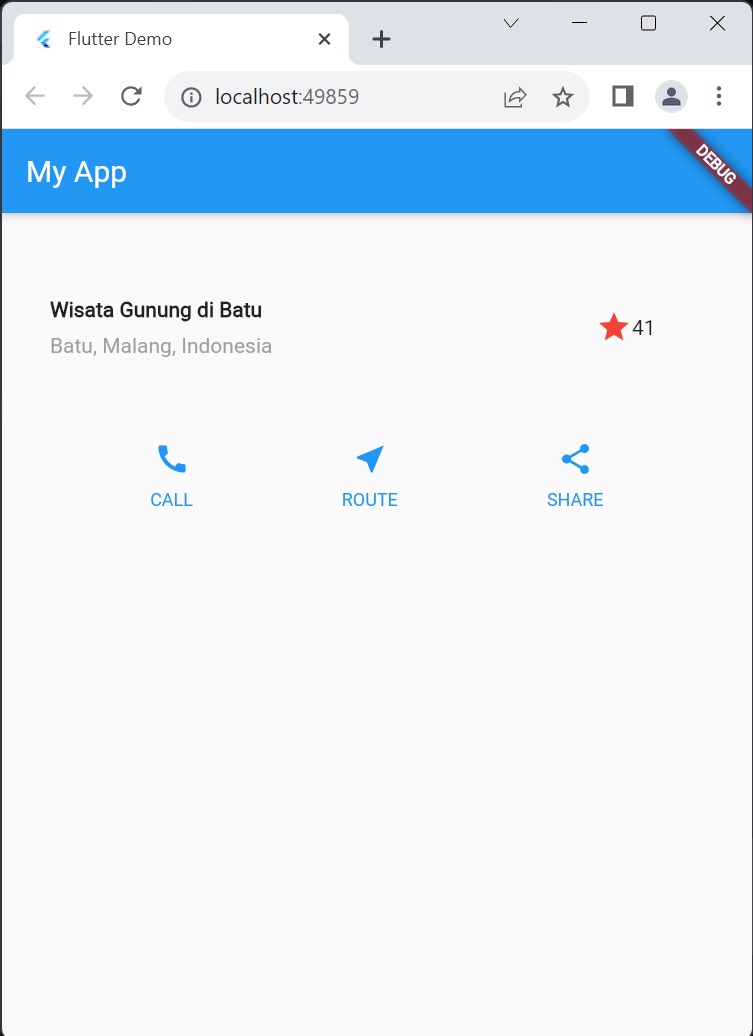 Flutter Demo
localhost:49859
My App
DEBUG
Wisata Gunung di Batu
Batu, Malang, Indonesia
41
CALL
ROUTE
SHARE